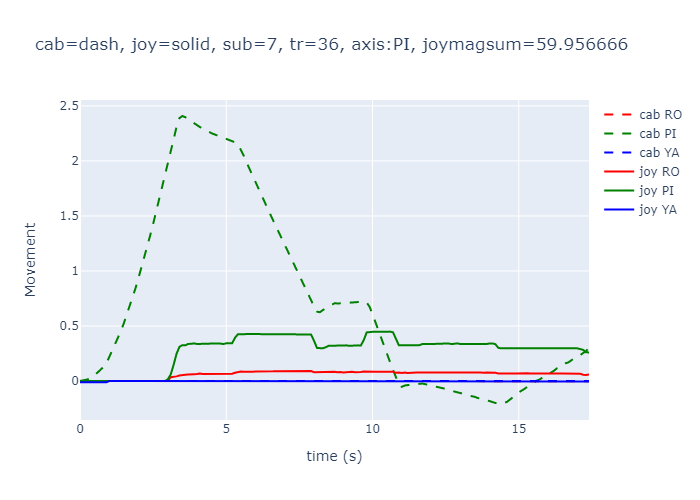 cab=dash, joy=solid, sub=7, tr=36, axis:PI, joymagsum=59.956666
2.5
2
1.5
1
0.5
0
Movement
0
5
10
15
time (s)
cab RO
cab PI
cab YA
joy RO
joy PI
joy YA